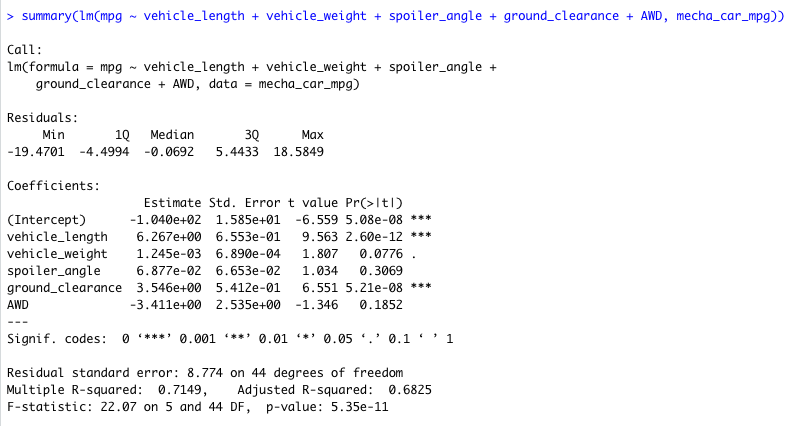 > summary(lm(mpg ~ vehicle_length + vehicle_weight + spoiler_angle + ground_clearance + AWD, mecha_car_mpg))
Call:
lm(formula = mpg ~ vehicle_length + vehicle_weight + spoiler_angle +
    ground_clearance + AWD, data = mecha_car_mpg)
Residuals:
     Min       1Q   Median       3Q      Max
-19.4701  -4.4994  -0.0692   5.4433  18.5849
Coefficients:
                   Estimate Std. Error t value Pr(>|t|)
(Intercept)      -1.040e+02  1.585e+01  -6.559 5.08e-08 ***
vehicle_length    6.267e+00  6.553e-01   9.563 2.60e-12 ***
vehicle_weight    1.245e-03  6.890e-04   1.807   0.0776 .
spoiler_angle     6.877e-02  6.653e-02   1.034   0.3069
ground_clearance  3.546e+00  5.412e-01   6.551 5.21e-08 ***
AWD              -3.411e+00  2.535e+00  -1.346   0.1852
---
Signif. codes:  0 ‘***’ 0.001 ‘**’ 0.01 ‘*’ 0.05 ‘.’ 0.1 ‘ ’ 1
Residual standard error: 8.774 on 44 degrees of freedom
Multiple R-squared:  0.7149,    Adjusted R-squared:  0.6825
F-statistic: 22.07 on 5 and 44 DF,  p-value: 5.35e-11